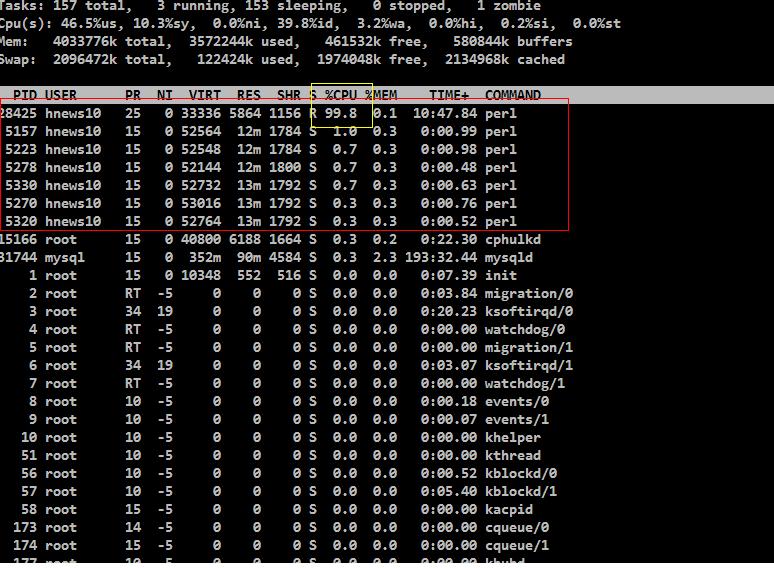 Tasks: 157 total,   3 running, 153 sleeping,   0 stopped,   1 zombie
Cpu(s): 46.5%us, 10.3%sy,  0.0%ni, 39.8%id,  3.2%wa,  0.0%hi,  0.2%si,  0.0%st
Mem:   4033776k total,  3572244k used,   461532k free,   580844k buffers
Swap:  2096472k total,   122424k used,  1974048k free,  2134968k cached
PID USER      PR  NI  VIRT  RES  SHR S %CPU %MEM    TIME+  COMMAND
28425 hnews10   25   0 33336 5864 1156 R 99.8  0.1  10:47.84 perl
5157 hnews10   15   0 52564  12m 1784 S  1.0  0.3   0:00.99 perl
5223 hnews10   15   0 52548  12m 1784 S  0.7  0.3   0:00.98 perl
5278 hnews10   15   0 52144  12m 1800 S  0.7  0.3   0:00.48 perl
5330 hnews10   15   0 52732  13m 1792 S  0.7  0.3   0:00.63 perl
5270 hnews10   15   0 53016  13m 1792 S  0.3  0.3   0:00.76 perl
5320 hnews10   15   0 52764  13m 1792 S  0.3  0.3   0:00.52 perl
15166 root      15   0 40800 6188 1664 S  0.3  0.2   0:22.30 cphulkd
31744 mysql     15   0  352m  90m 4584 S  0.0  2.3 193:32.44 mysqld
1 root      15   0 10348  552  516 S  0.0  0.0   0:07.39 init
2 root      RT  -5     0    0    0 S  0.0  0.0   0:03.84 migration/0
3 root      34  19     0    0    0 S  0.0  0.0   0:20.23 ksoftirqd/0
4 root      RT  -5     0    0    0 S  0.0  0.0   0:00.00 watchdog/0
5 root      RT  -5     0    0    0 S  0.0  0.0   0:00.00 migration/1
6 root      34  19     0    0    0 S  0.0  0.0   0:03.07 ksoftirqd/1
7 root      RT  -5     0    0    0 S  0.0  0.0   0:00.00 watchdog/1
8 root      10  -5     0    0    0 S  0.0  0.0   0:00.18 events/0
9 root      10  -5     0    0    0 S  0.0  0.0   0:00.07 events/1
10 root      10  -5     0    0    0 S  0.0  0.0   0:00.00 khelper
51 root      10  -5     0    0    0 S  0.0  0.0   0:00.00 kthread
56 root      10  -5     0    0    0 S  0.0  0.0   0:00.52 kblockd/0
57 root      10  -5     0    0    0 S  0.0  0.0   0:05.40 kblockd/1
58 root      15  -5     0    0    0 S  0.0  0.0   0:00.00 kacpid
173 root      14  -5     0    0    0 S  0.0  0.0   0:00.00 cqueue/0
174 root      15  -5     0    0    0 S  0.0  0.0   0:00.00 cqueue/1